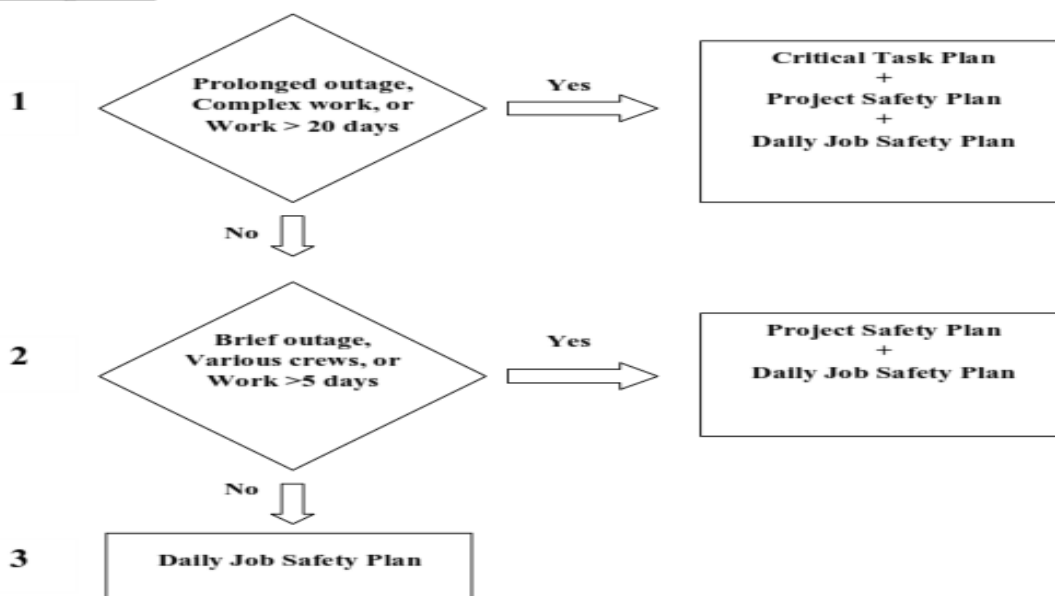 1
Prolonged outage,
Complex work, or
Work > 20 days
Yes
Critical Task Plan
+
Project Safety Plan
+
Daily Job Safety Plan
No
2
Brief outage,
Various crews, or
Work >5 days
Yes
Project Safety Plan
+
Daily Job Safety Plan
No
3
Daily Job Safety Plan